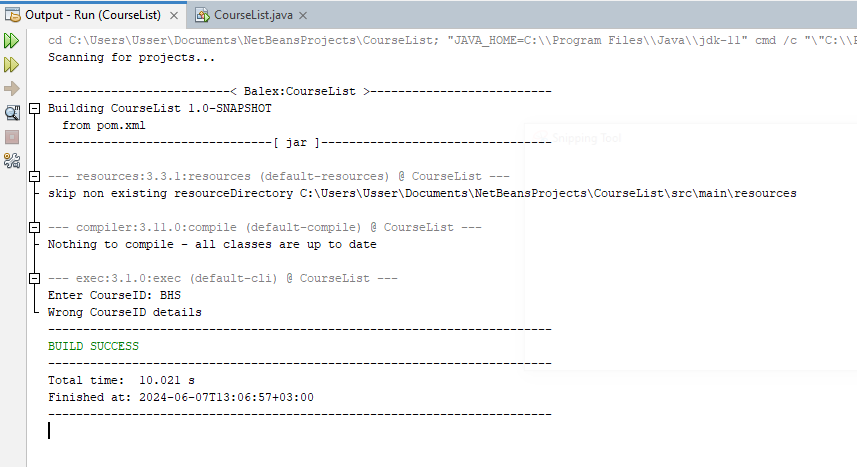 Output - Run (CourseList) CourseList.java
cd C:\Users\Usser\Documents\NetBeansProjects\CourseList; "JAVA_HOME=C:\\Program Files\\Java\\jdk-11" cmd /c "\"C:\\
Scanning for projects...
--------------------------< Balex:CourseList >--------------------------
Building CourseList 1.0-SNAPSHOT
from pom.xml
--------------------------------[ jar ]---------------------------------
--- resources:3.3.1:resources (default-resources) @ CourseList ---
skip non existing resourceDirectory C:\Users\Usser\Documents\NetBeansProjects\CourseList\src\main\resources
--- compiler:3.11.0:compile (default-compile) @ CourseList ---
Nothing to compile - all classes are up to date
--- exec:3.1.0:exec (default-cli) @ CourseList ---
Enter CourseID: BHS
Wrong CourseID details
------------------------------------------------------------------------
BUILD SUCCESS
------------------------------------------------------------------------
Total time:  10.021 s
Finished at: 2024-06-07T13:06:57+03:00
------------------------------------------------------------------------
Snipping Tool